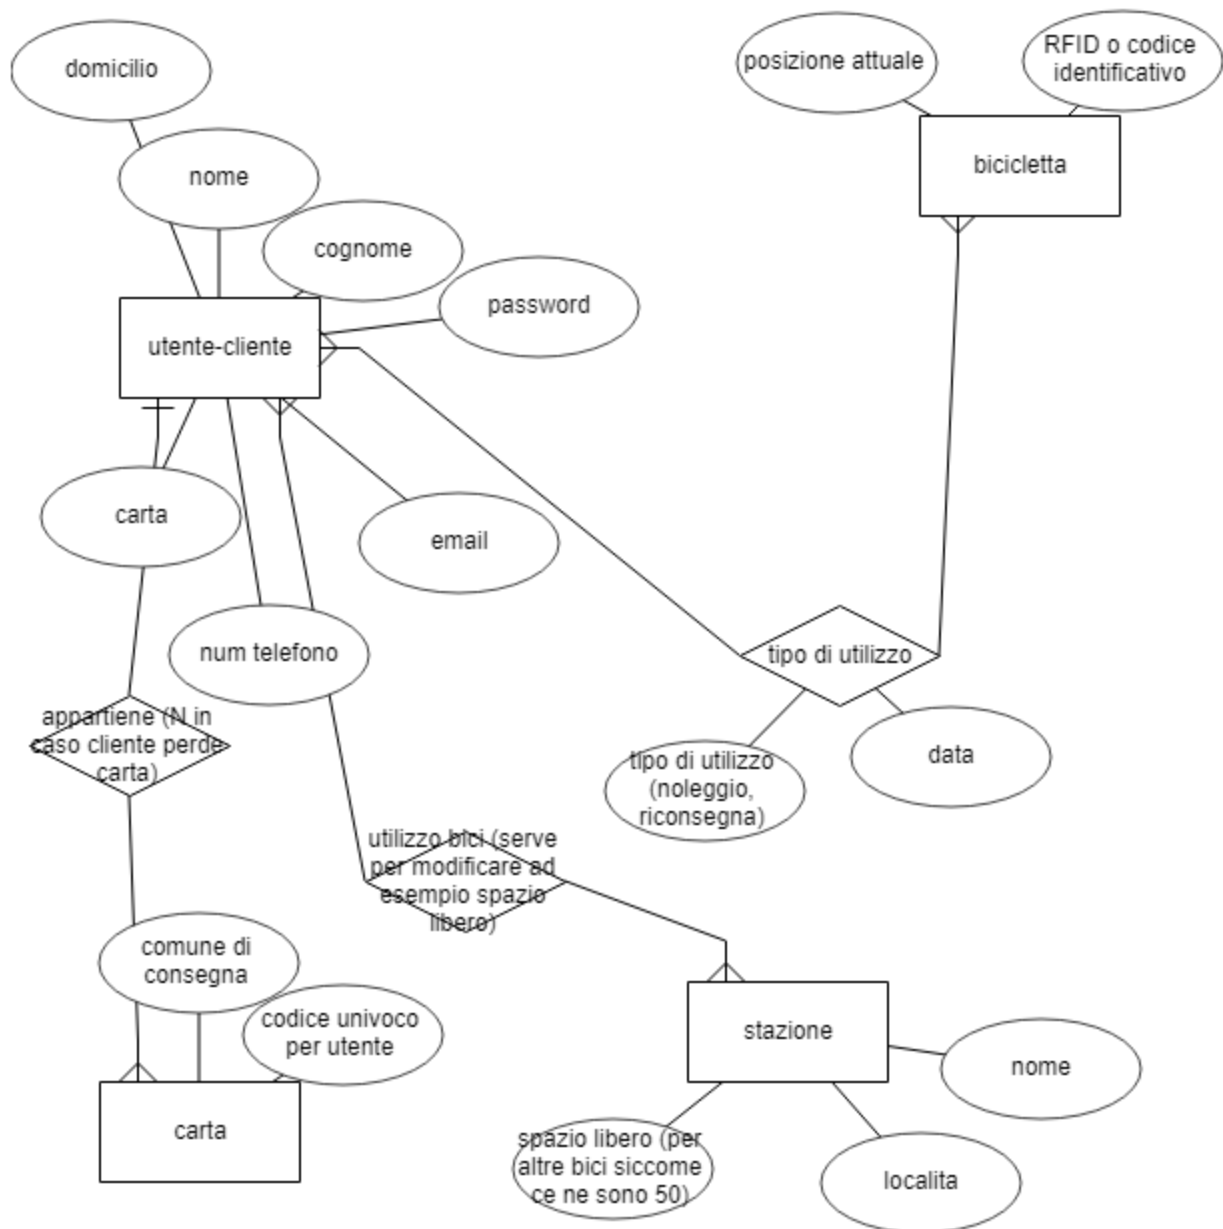 domicilio
posizione attuale
RFID o codice
identificativo
nome
bicicletta
cognome
password
utente-cliente
carta
email
num telefono
tipo di utilizzo
appartiene (N in
caso cliente perde
carta)
tipo di utilizzo
(noleggio,
riconsegna)
data
utilizzo bici (serve
per modificare ad
esempio spazio
libero)
comune di
consegna
codice univoco
per utente
stazione
nome
carta
spazio libero (per
altre bici siccome
ce ne sono 50)
localita